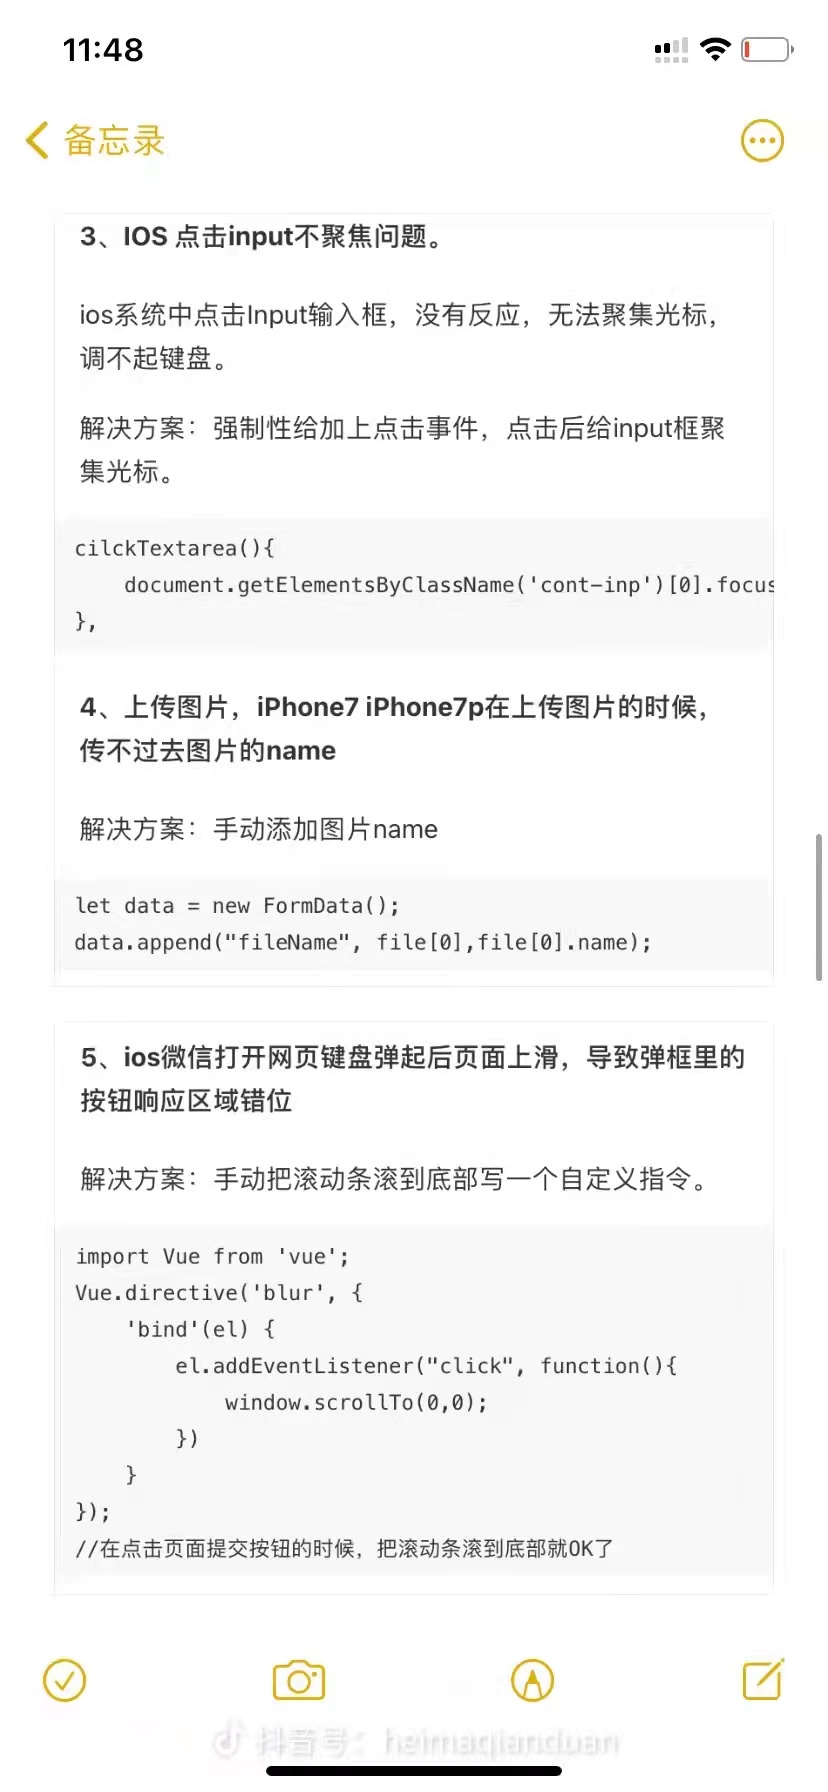 11:48
备忘录
3、IOS 点击input不聚焦问题。
ios系统中点击Input输入框，没有反应，无法聚集光标，
调不起键盘。
解决方案：强制性给加上点击事件，点击后给input框聚
集光标。
cilckTextarea(){
    document.getElementsByClassName('cont-inp')[0].focus
},
4、上传图片，iPhone7 iPhone7p在上传图片的时候，
传不过去图片的name
解决方案：手动添加图片name
let data = new FormData();
data.append("fileName", file[0],file[0].name);
5、ios微信打开网页键盘弹起后页面上滑，导致弹框里的
按钮响应区域错位
解决方案：手动把滚动条滚到底部写一个自定义指令。
import Vue from 'vue';
Vue.directive('blur', {
    'bind'(el) {
        el.addEventListener("click", function(){
            window.scrollTo(0,0);
        })
    }
});
//在点击页面提交按钮的时候，把滚动条滚到底部就OK了
抖音号：heimaqianduan